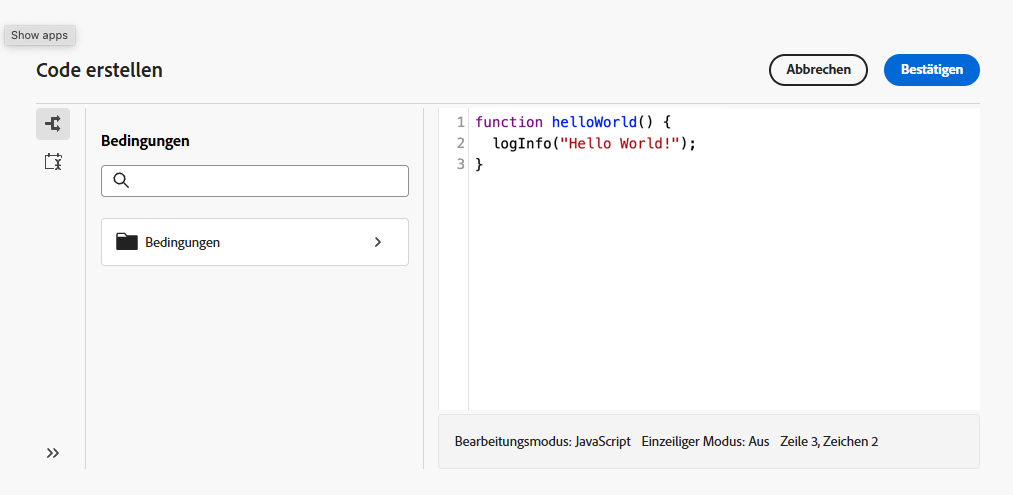 Show apps
Code erstellen
Abbrechen
Bestätigen
Bedingungen
Bedingungen
1 function helloWorld() {
2   logInfo("Hello World!");
3 }
Bearbeitungsmodus: JavaScript Einzeiliger Modus: Aus Zeile 3, Zeichen 2